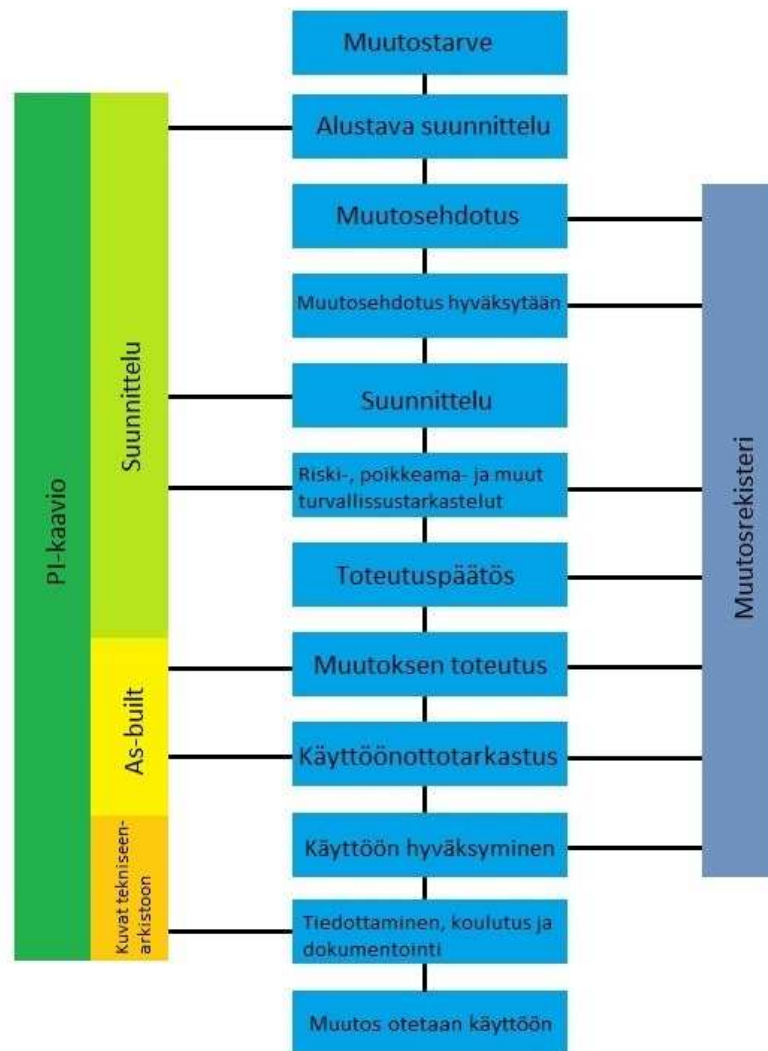 Muutostarve
Alustava suunnittelu
Muutosehdotus
Muutosehdotus hyväksytään
Suunnittelu
Riski-, poikkeama- ja muut
turvallissustarkastelut
Toteutuspäätös
Muutoksen toteutus
Käyttöönottotarkastus
Käyttöön hyväksyminen
Tiedottaminen, koulutus ja
dokumentointi
Muutos otetaan käyttöön
PI-kaavio
Suunnittelu
As-built
Kuvat tekniseen-
arkistoon
Muutosrekisteri